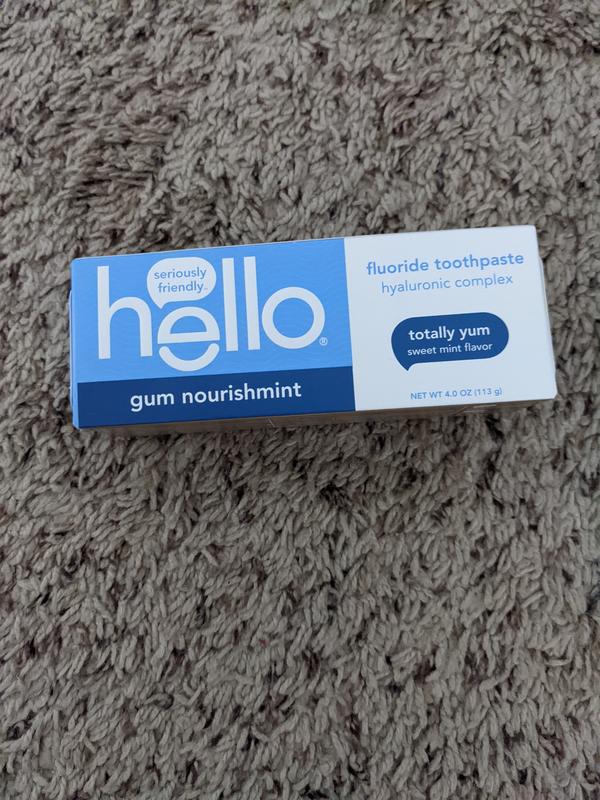 seriously
friendly™
hello®
gum nourishmint
fluoride toothpaste
hyaluronic complex
totally yum
sweet mint flavor
NET WT 4.0 OZ (113 g)